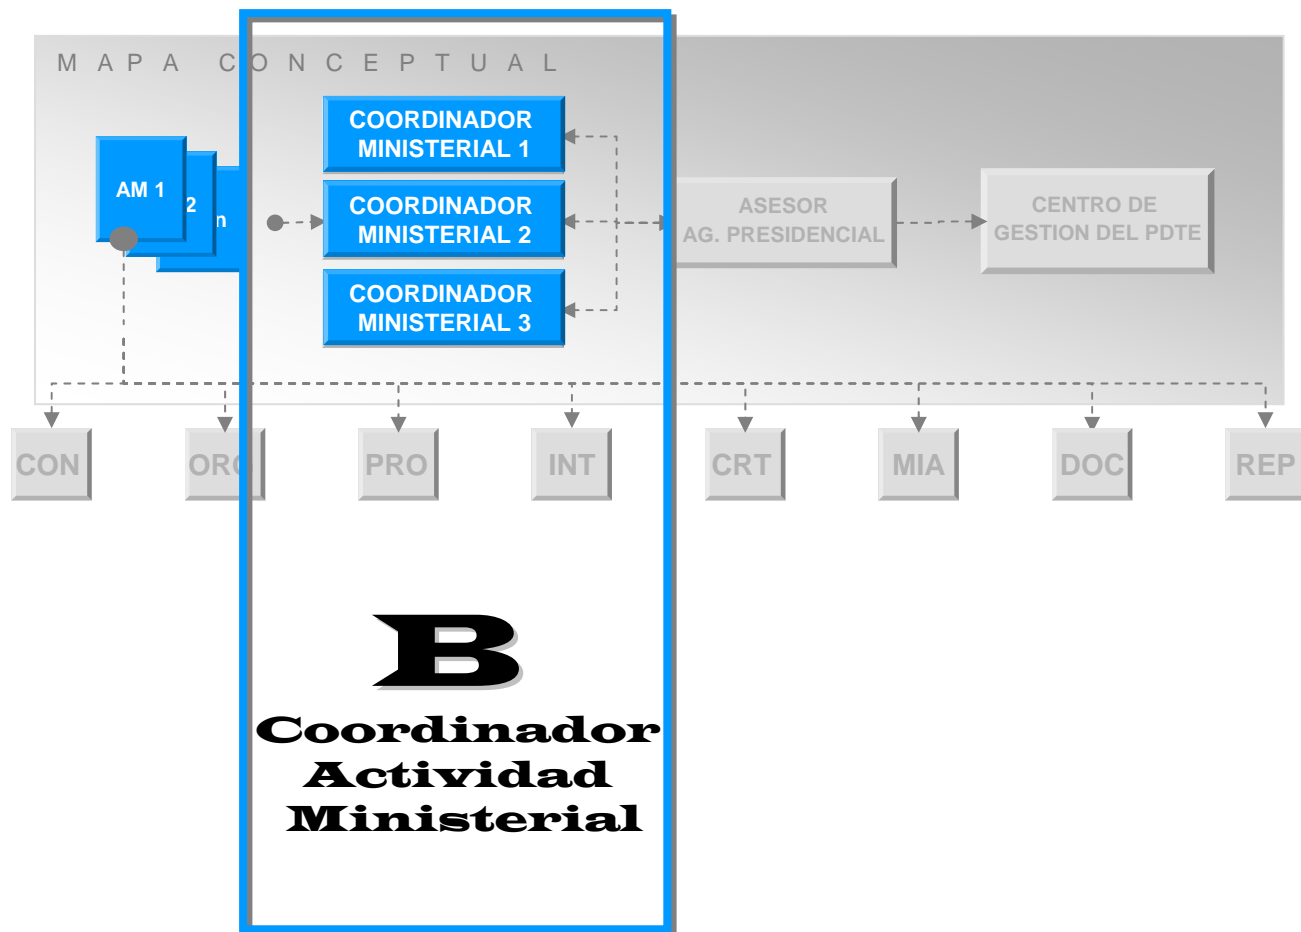 MAPA CONCEPTUAL
COORDINADOR
MINISTERIAL 1
AM 1
2
n
COORDINADOR
MINISTERIAL 2
ASESOR
AG. PRESIDENCIAL
CENTRO DE
GESTION DEL PDTE
COORDINADOR
MINISTERIAL 3
CON
ORG
PRO
INT
CRT
MIA
DOC
REP
B
Coordinador
Actividad
Ministerial